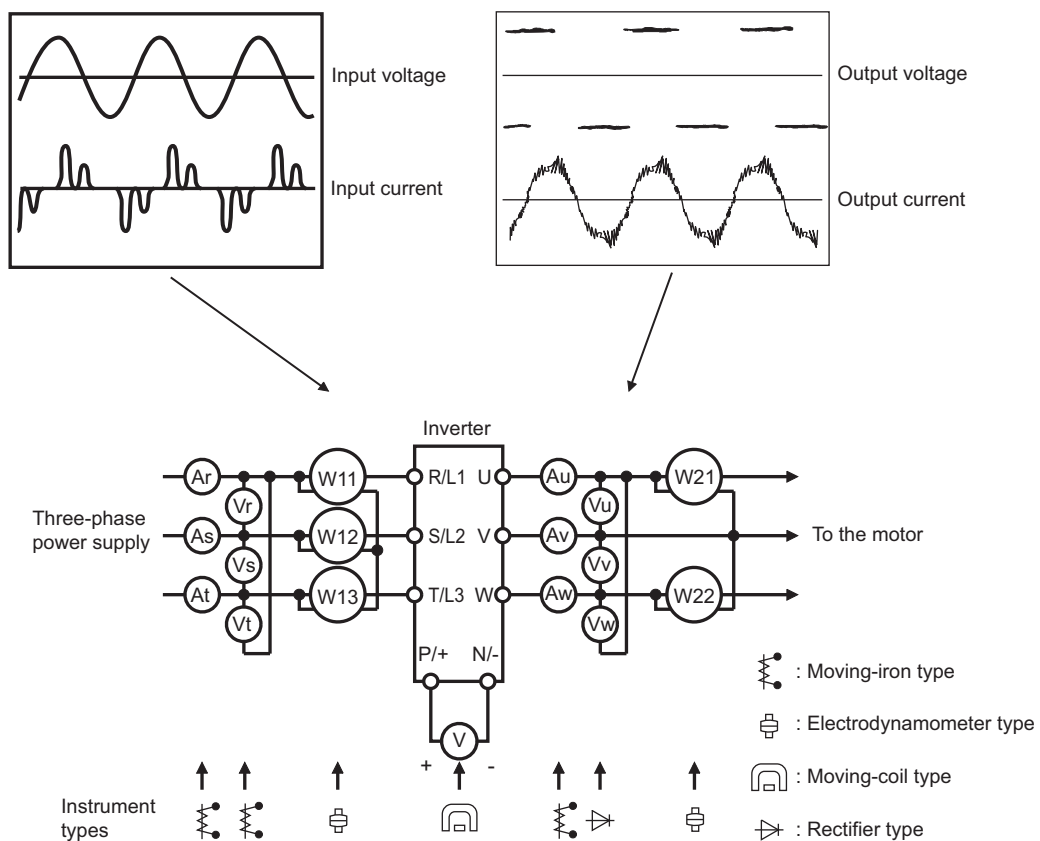 Input voltage
Input current
Output voltage
Output current
Inverter
Three-phase
power supply
Ar
As
At
Vr
Vs
Vt
W11
W12
W13
R/L1
S/L2
T/L3
U
V
W
P/+
N/-
V
+
-
Au
Av
Aw
Vu
Vv
Vw
W21
W22
To the motor
: Moving-iron type
: Electrodynamometer type
: Moving-coil type
: Rectifier type
Instrument
types